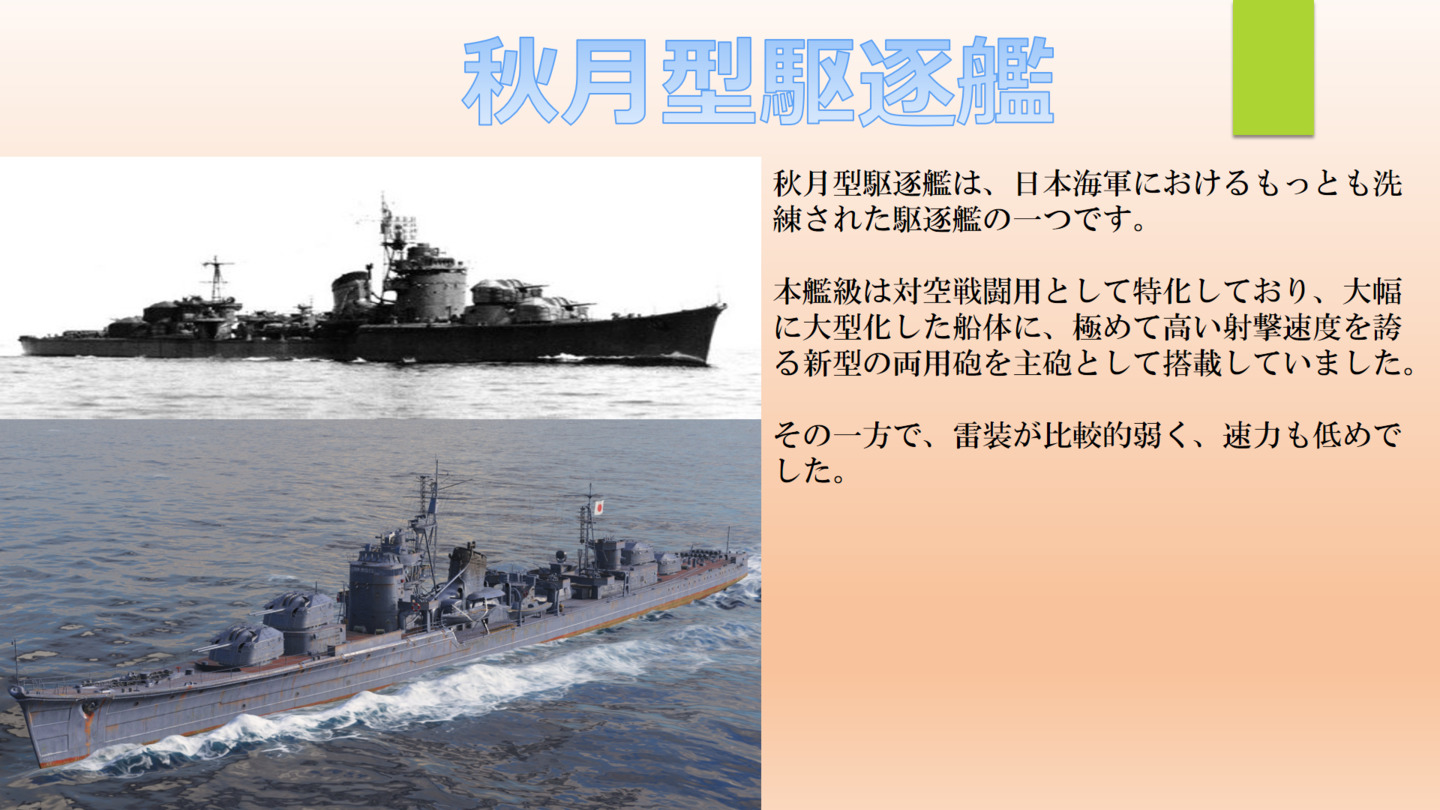 秋月型駆逐艦
秋月型駆逐艦は、日本海軍におけるもっとも洗
練された駆逐艦の一つです。
本艦級は対空戦闘用として特化しており、大幅
に大型化した船体に、極めて高い射撃速度を誇
る新型の両用砲を主砲として搭載していました。
その一方で、雷装が比較的弱く、速力も低めで
した。